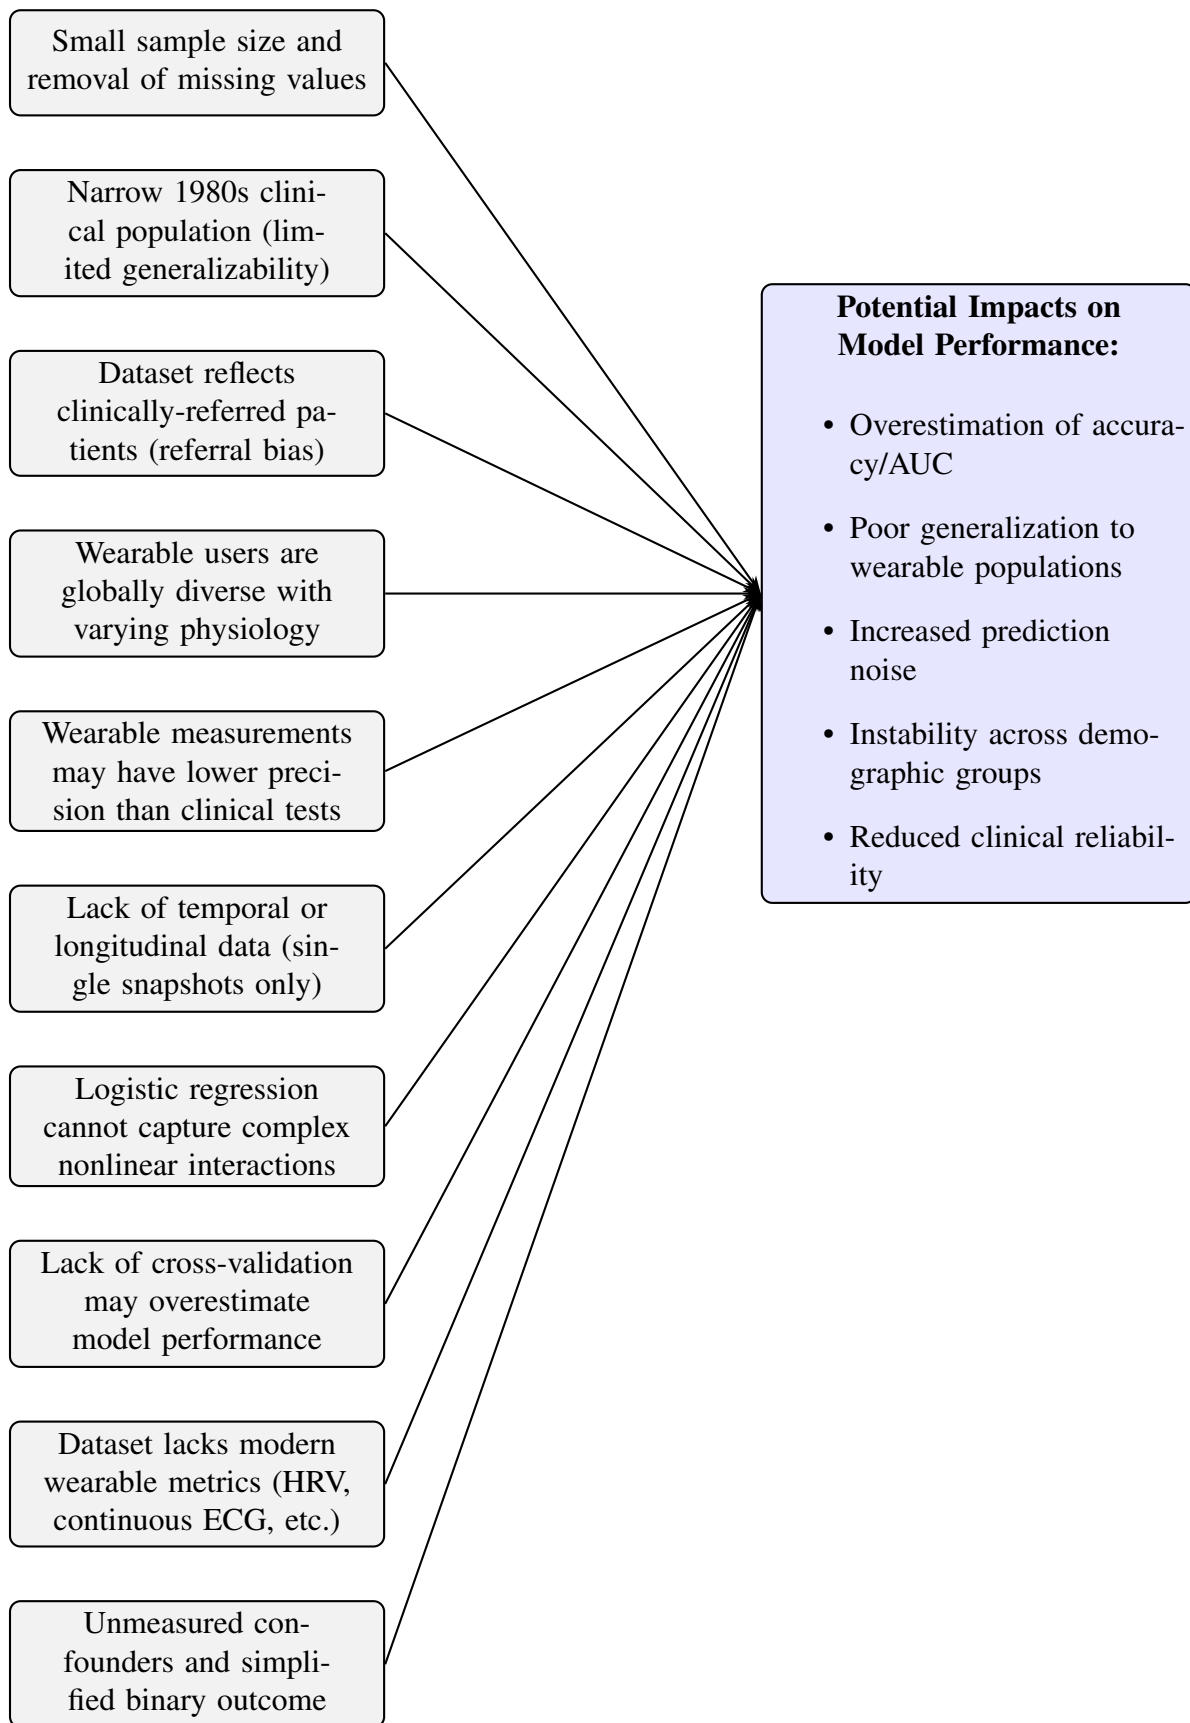 Small sample size and
removal of missing values
Narrow 1980s clini-
cal population (lim-
ited generalizability)
Dataset reflects
clinically-referred pa-
tients (referral bias)
Wearable users are
globally diverse with
varying physiology
Wearable measurements
may have lower preci-
sion than clinical tests
Lack of temporal or
longitudinal data (sin-
gle snapshots only)
Logistic regression
cannot capture complex
nonlinear interactions
Lack of cross-validation
may overestimate
model performance
Dataset lacks modern
wearable metrics (HRV,
continuous ECG, etc.)
Unmeasured con-
founders and simpli-
fied binary outcome
Potential Impacts on
Model Performance:
• Overestimation of accura-
cy/AUC
• Poor generalization to
wearable populations
• Increased prediction
noise
• Instability across demo-
graphic groups
• Reduced clinical reliabil-
ity